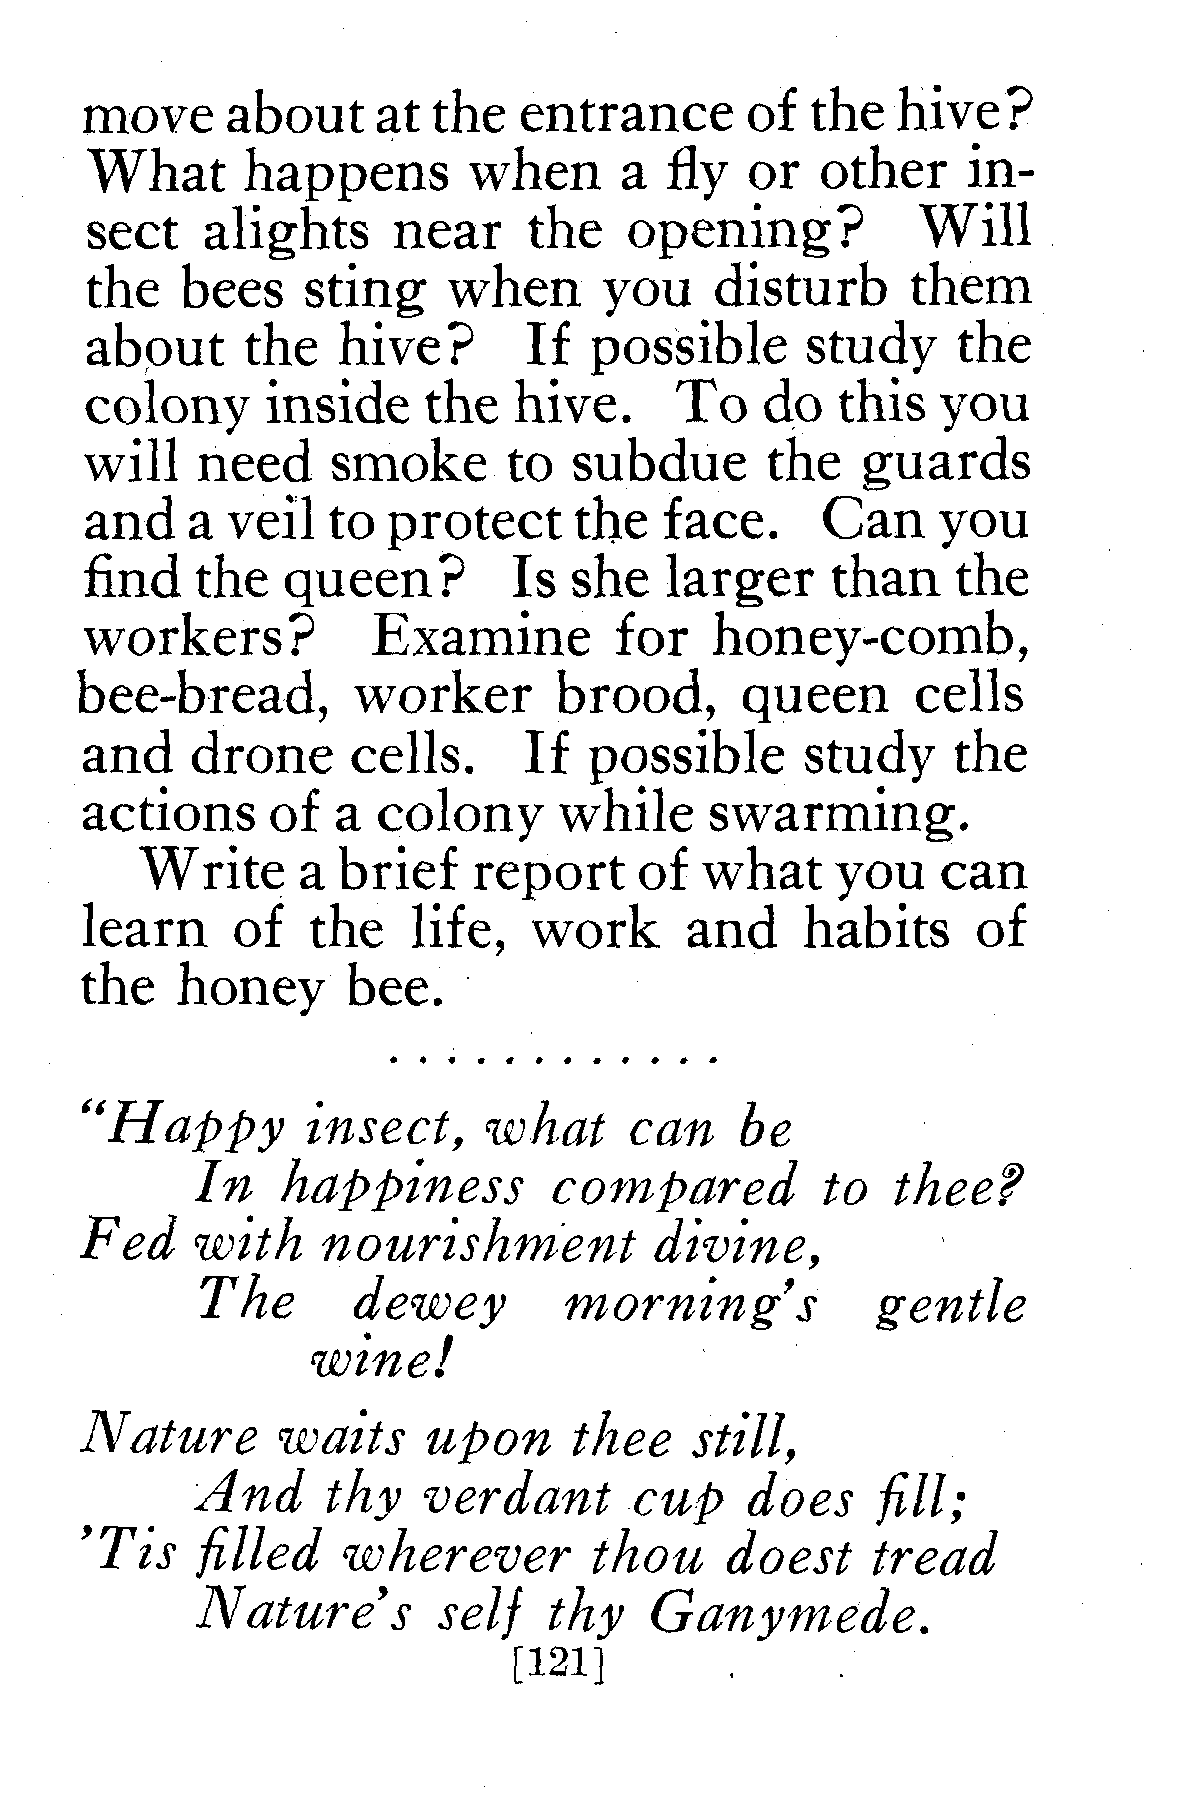 move about at the entrance of the hive?
What happens when a fly or other in-
sect alights near the opening? Will
the bees sting when you disturb them
about the hive? If possible study the
colony inside the hive. To do this you
will need smoke to subdue the guards
and a veil to protect the face. Can you
find the queen? Is she larger than the
workers? Examine for honey-comb,
bee-bread, worker brood, queen cells
and drone cells. If possible study the
actions of a colony while swarming.
Write a brief report of what you can
learn of the life, work and habits of
the honey bee.
. . . . . . . . . . . .
“Happy insect, what can be
In happiness compared to thee?
Fed with nourishment divine,
The dewey morning’s gentle
wine!
Nature waits upon thee still,
And thy verdant cup does fill;
’Tis filled wherever thou doest tread
Nature’s self thy Ganymede.
[121]